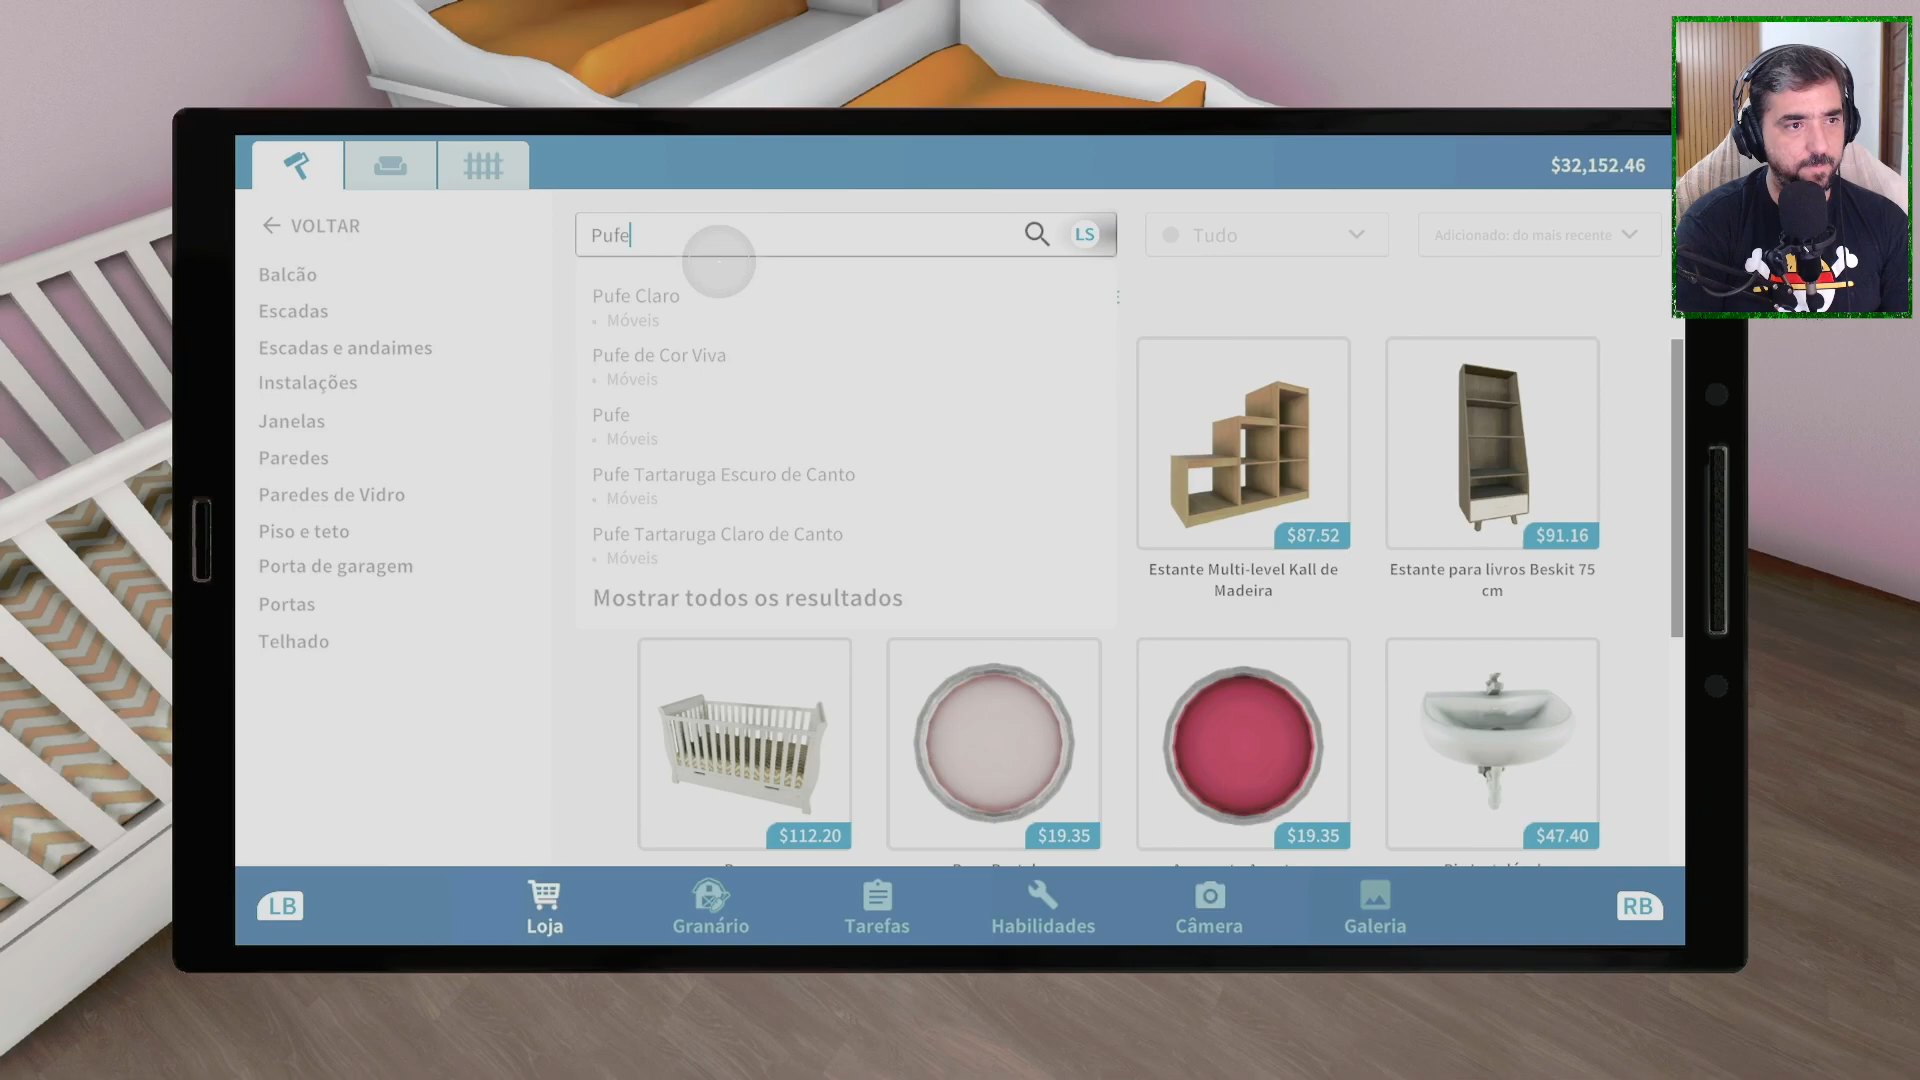 $32,152.46
VOLTAR
Balcão
Escadas
Escadas e andaimes
Instalações
Janelas
Paredes
Paredes de Vidro
Piso e teto
Porta de garagem
Portas
Telhado
Pufe
LS
Tudo
Adicionado: do mais recente
Pufe Claro
• Móveis
Pufe de Cor Viva
• Móveis
Pufe
• Móveis
Pufe Tartaruga Escuro de Canto
• Móveis
Pufe Tartaruga Claro de Canto
• Móveis
Mostrar todos os resultados
$87.52
Estante Multi-level Kall de
Madeira
$91.16
Estante para livros Beskit 75
cm
$112.20
$19.35
$19.35
$47.40
LB
Loja
Granário
Tarefas
Habilidades
Câmera
Galeria
RB